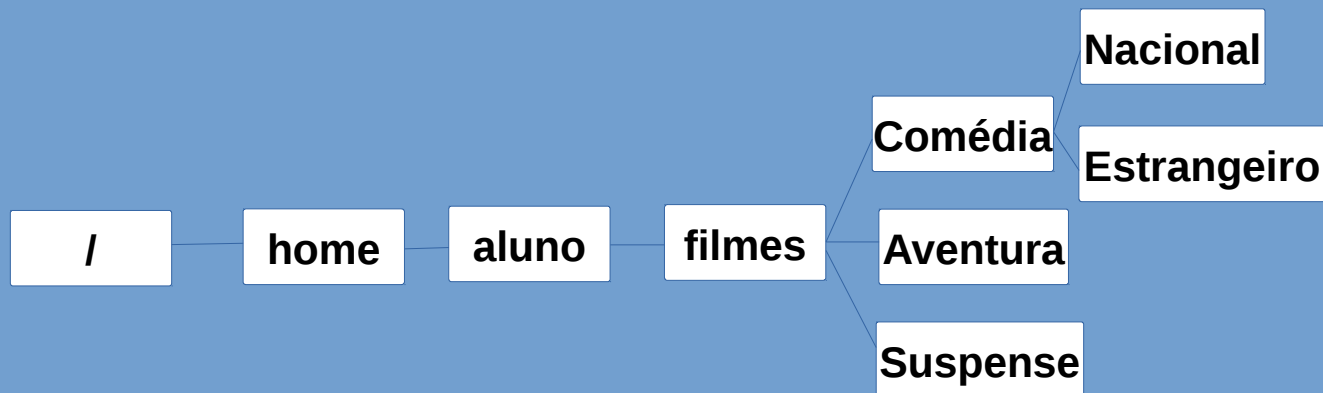 /
home
aluno
filmes
Comédia
Nacional
Estrangeiro
Aventura
Suspense